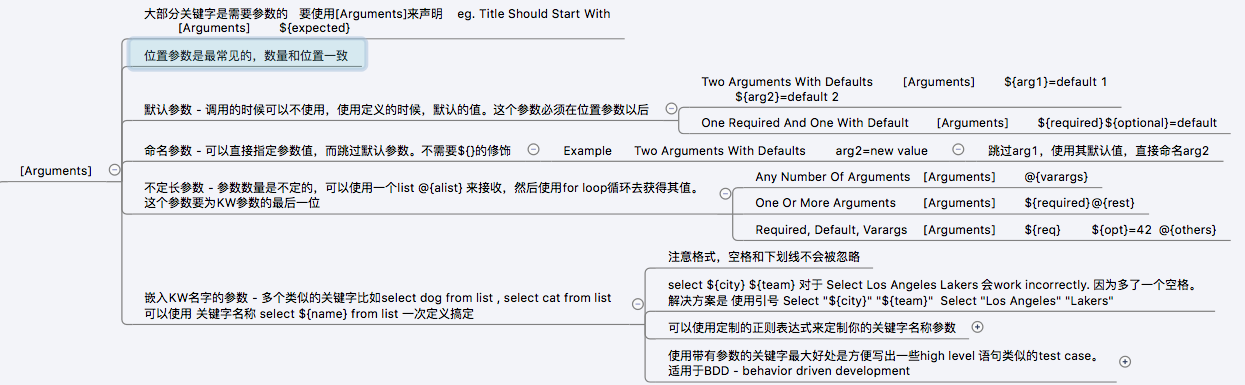 [Arguments]
大部分关键字是需要参数的 要使用[Arguments]来声明 eg. Title Should Start With
[Arguments] ${expected}
位置参数是最常见的，数量和位置一致
默认参数 - 调用的时候可以不使用，使用定义的时候，默认的值。这个参数必须在位置参数以后
Two Arguments With Defaults [Arguments] ${arg1}=default 1
${arg2}=default 2
One Required And One With Default [Arguments] ${required}${optional}=default
命名参数 - 可以直接指定参数值，而跳过默认参数。不需要${}的修饰
Example Two Arguments With Defaults arg2=new value
跳过arg1，使用其默认值，直接命名arg2
不定长参数 - 参数数量是不定的，可以使用一个list @{alist} 来接收，然后使用for loop循环去获得其值。
这个参数要为KW参数的最后一位
Any Number Of Arguments [Arguments] @{varargs}
One Or More Arguments [Arguments] ${required}@{rest}
Required, Default, Varargs [Arguments] ${req} ${opt}=42 @{others}
嵌入KW名字的参数 - 多个类似的关键字比如select dog from list , select cat from list
可以使用 关键字名称 select ${name} from list 一次定义搞定
注意格式，空格和下划线不会被忽略
select ${city} ${team} 对于 Select Los Angeles Lakers 会work incorrectly. 因为多了一个空格。
解决方案是 使用引号 Select "${city}" "${team}" Select "Los Angeles" "Lakers"
可以使用定制的正则表达式来定制你的关键字名称参数
使用带有参数的关键字最大好处是方便写出一些high level 语句类似的test case。
适用于BDD - behavior driven development